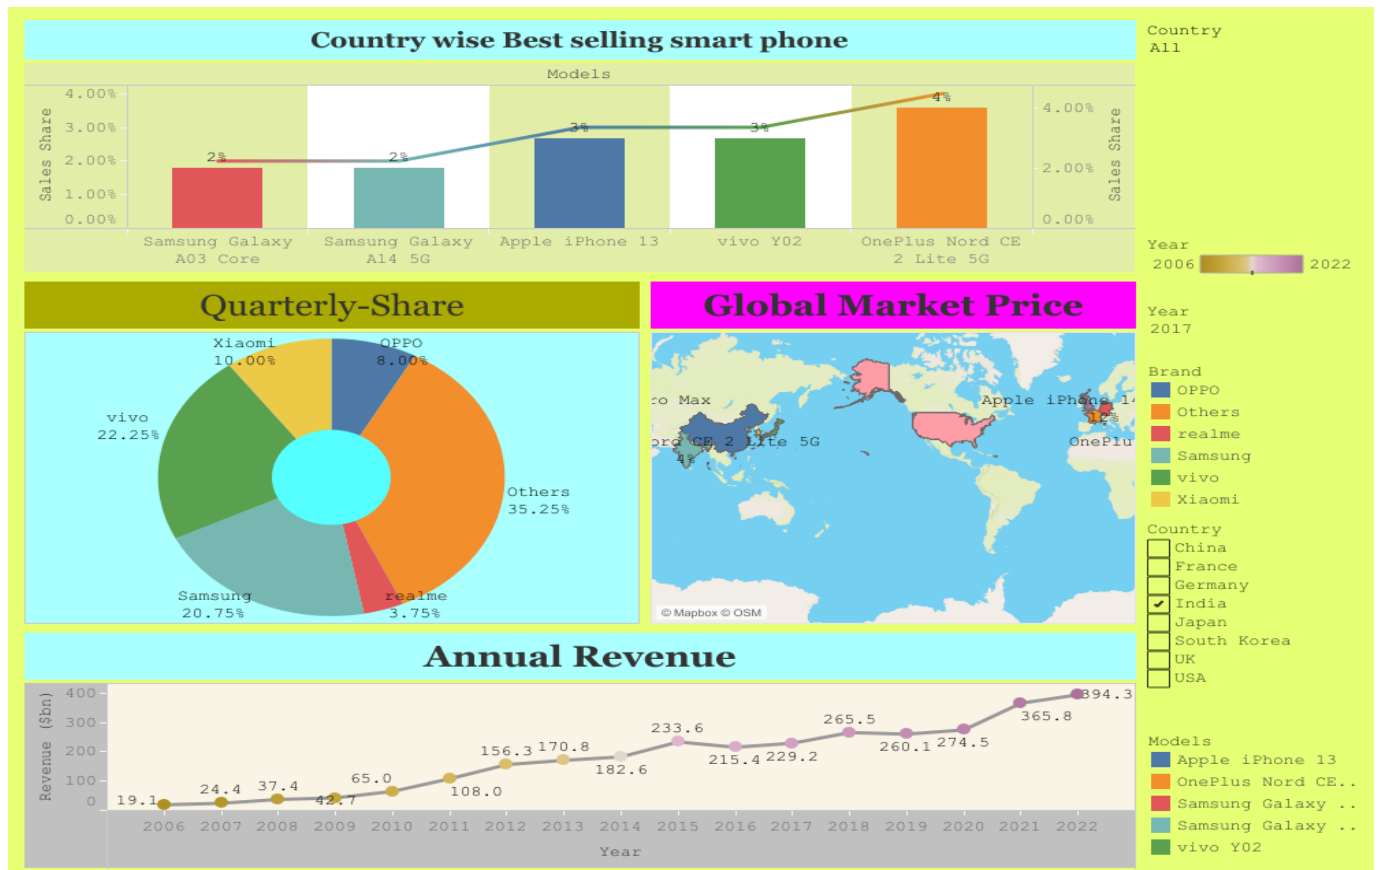 Country wise Best selling smart phone
Models
Sales Share
4.00%
3.00%
2.00%
1.00%
0.00%
2%
2%
3%
3%
4%
4.00%
2.00%
0.00%
Sales Share
Samsung Galaxy
A03 Core
Samsung Galaxy
A14 5G
Apple iPhone 13
vivo Y02
OnePlus Nord CE
2 Lite 5G
Country
All
Year
2006
2022
Year
2017
Quarterly-Share
Xiaomi
10.00%
OPPO
8.00%
vivo
22.25%
Others
35.25%
Samsung
20.75%
realme
3.75%
Global Market Price
ro Max
Apple iPhone 14
ord CE 2 Lite 5G
OnePlu
4%
2%
© Mapbox © OSM
Brand
OPPO
Others
realme
Samsung
vivo
Xiaomi
Country
China
France
Germany
India
Japan
South Korea
UK
USA
Annual Revenue
Revenue ($bn)
400
300
200
100
0
19.1
24.4
37.4
42.7
65.0
108.0
156.3
170.8
182.6
233.6
215.4
229.2
265.5
260.1
274.5
365.8
394.3
2006 2007 2008 2009 2010 2011 2012 2013 2014 2015 2016 2017 2018 2019 2020 2021 2022
Year
Models
Apple iPhone 13
OnePlus Nord CE..
Samsung Galaxy ..
Samsung Galaxy ..
vivo Y02